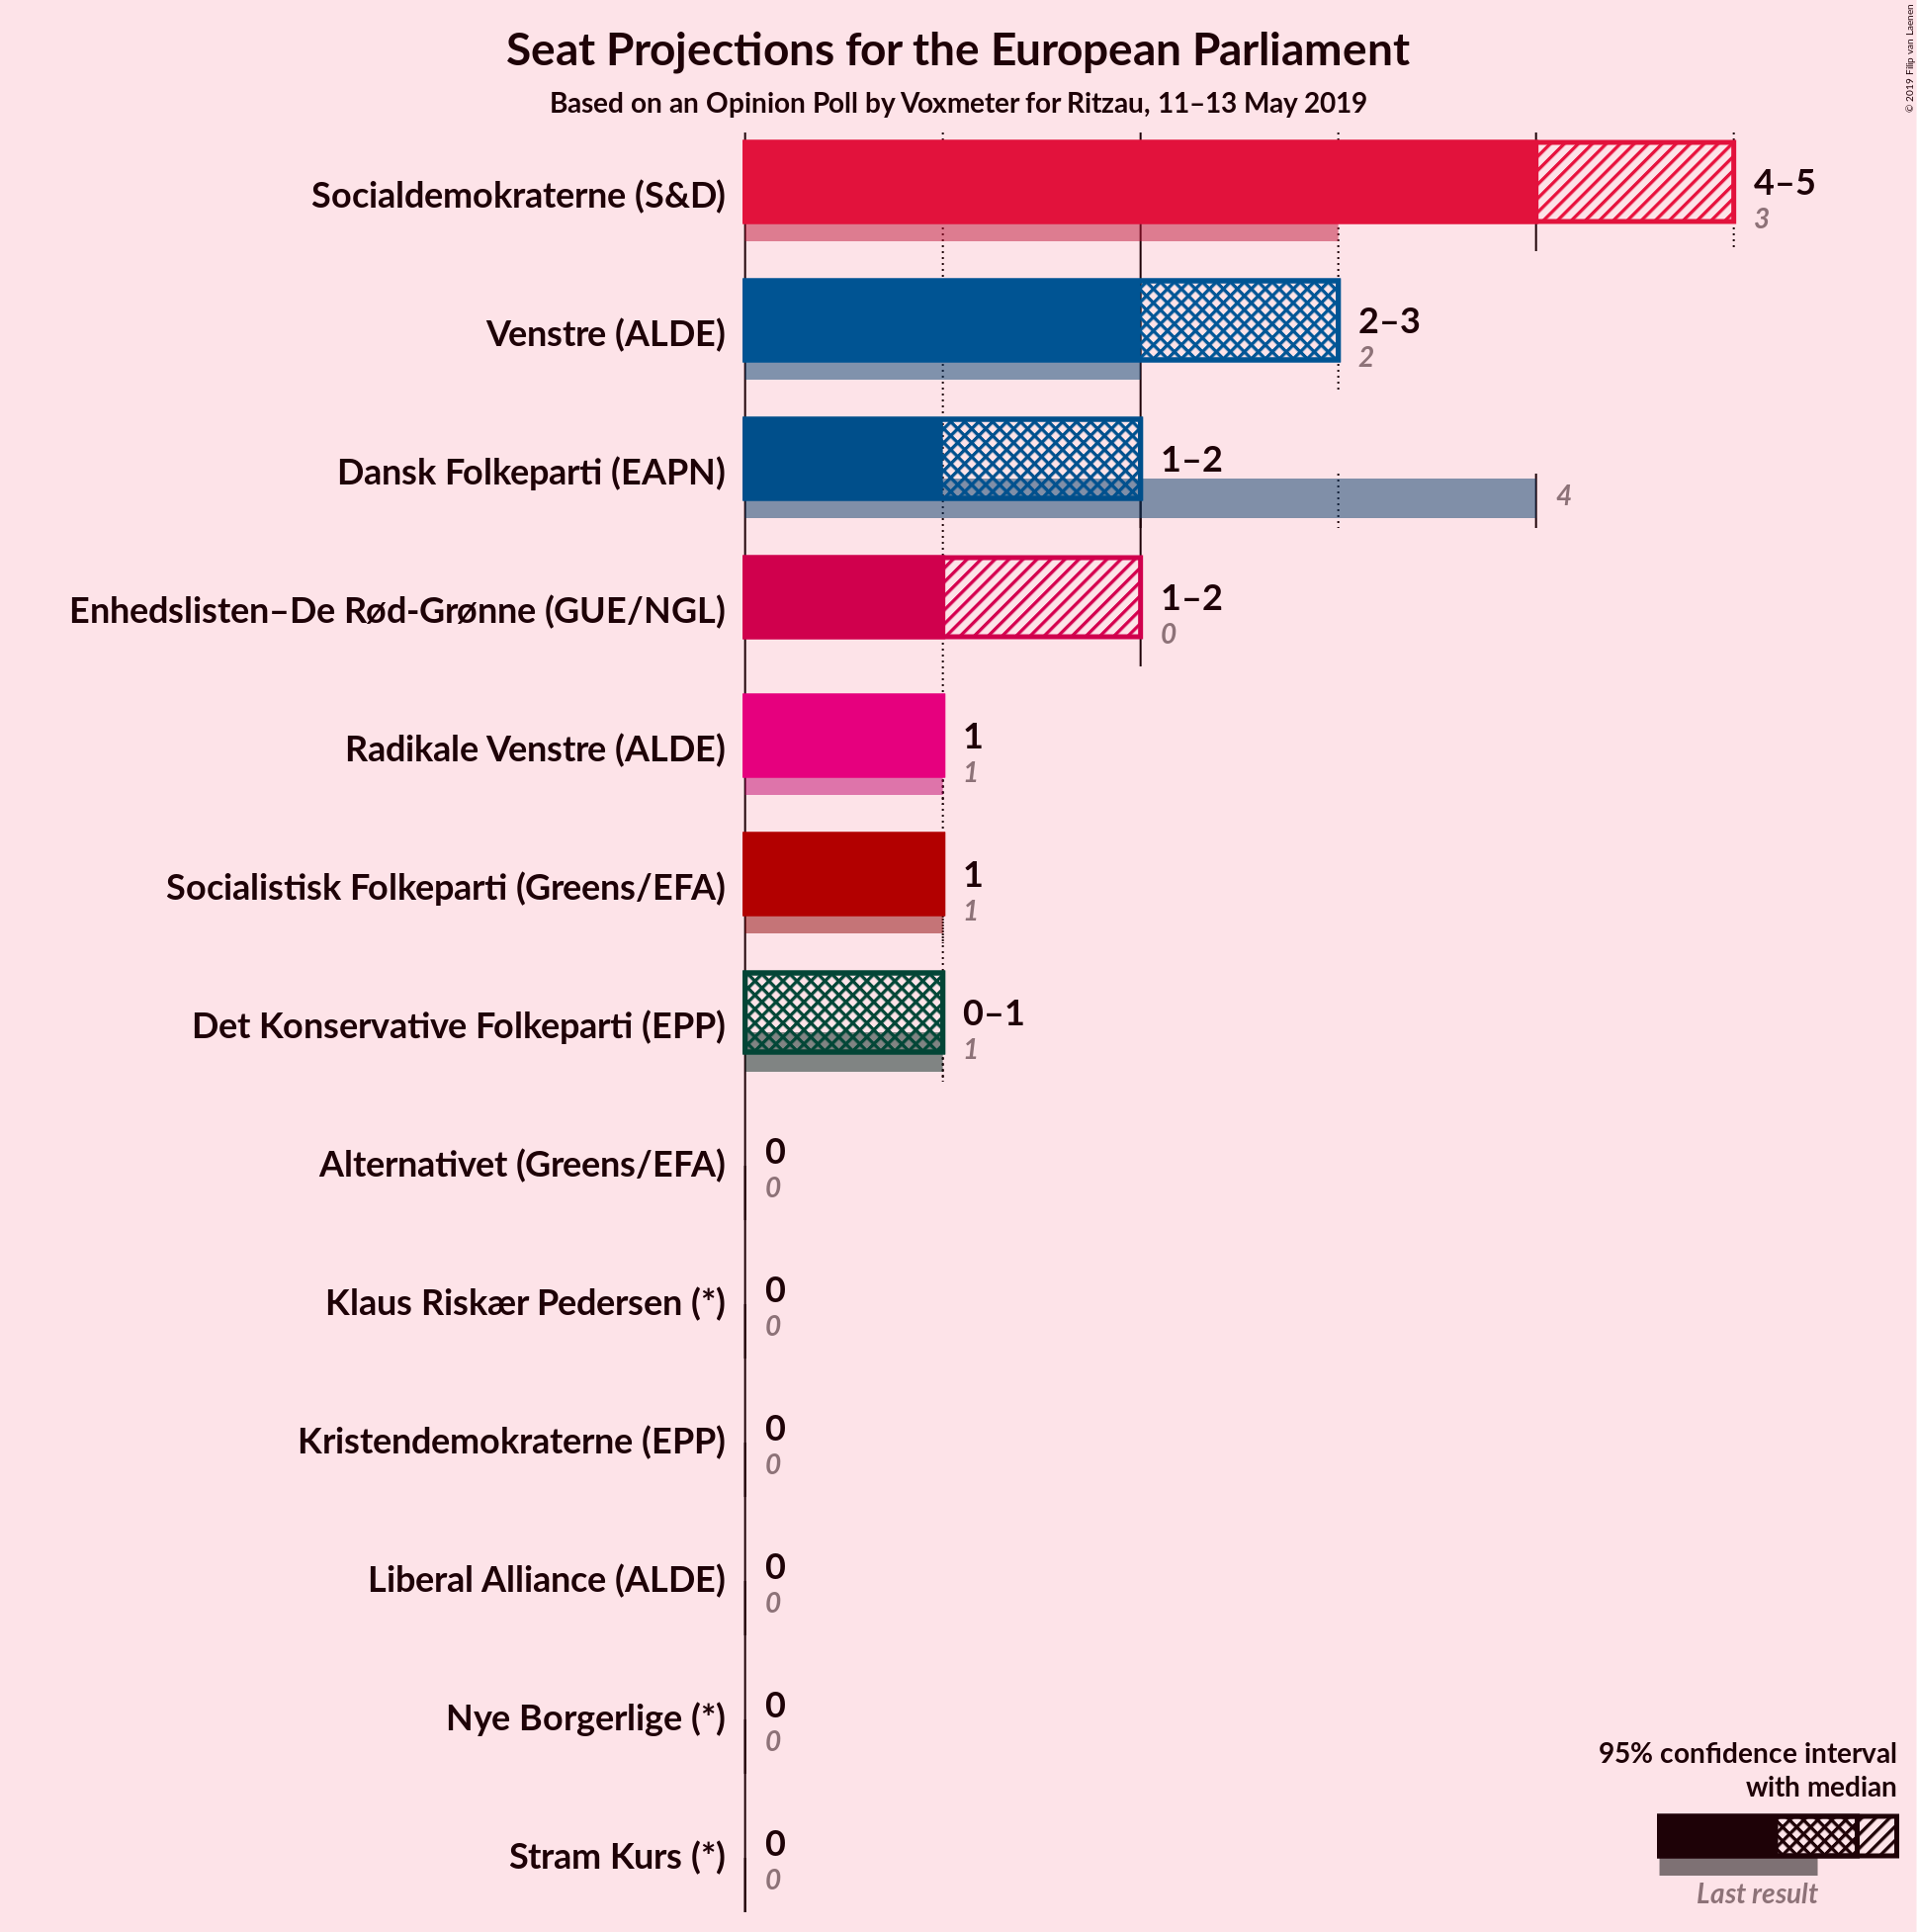 Seat Projections for the European Parliament
Based on an Opinion Poll by Voxmeter for Ritzau, 11–13 May 2019
© 2019 Filip van Laenen
Socialdemokraterne (S&D)
4–5
3
Venstre (ALDE)
2–3
2
Dansk Folkeparti (EAPN)
1–2
4
Enhedslisten–De Rød-Grønne (GUE/NGL)
1–2
0
Radikale Venstre (ALDE)
1
1
Socialistisk Folkeparti (Greens/EFA)
1
1
Det Konservative Folkeparti (EPP)
0–1
1
Alternativet (Greens/EFA)
0
0
Klaus Riskær Pedersen (*)
0
0
Kristendemokraterne (EPP)
0
0
Liberal Alliance (ALDE)
0
0
Nye Borgerlige (*)
0
0
Stram Kurs (*)
0
0
95% confidence interval
with median
Last result